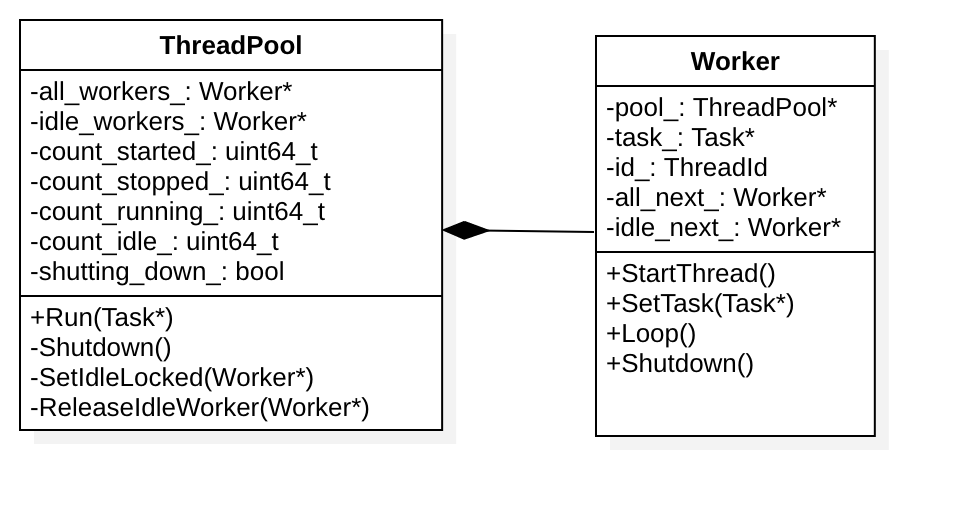 ThreadPool
-all_workers_: Worker*
-idle_workers_: Worker*
-count_started_: uint64_t
-count_stopped_: uint64_t
-count_running_: uint64_t
-count_idle_: uint64_t
-shutting_down_: bool
+Run(Task*)
-Shutdown()
-SetIdleLocked(Worker*)
-ReleaseIdleWorker(Worker*)
Worker
-pool_: ThreadPool*
-task_: Task*
-id_: ThreadId
-all_next_: Worker*
-idle_next_: Worker*
+StartThread()
+SetTask(Task*)
+Loop()
+Shutdown()